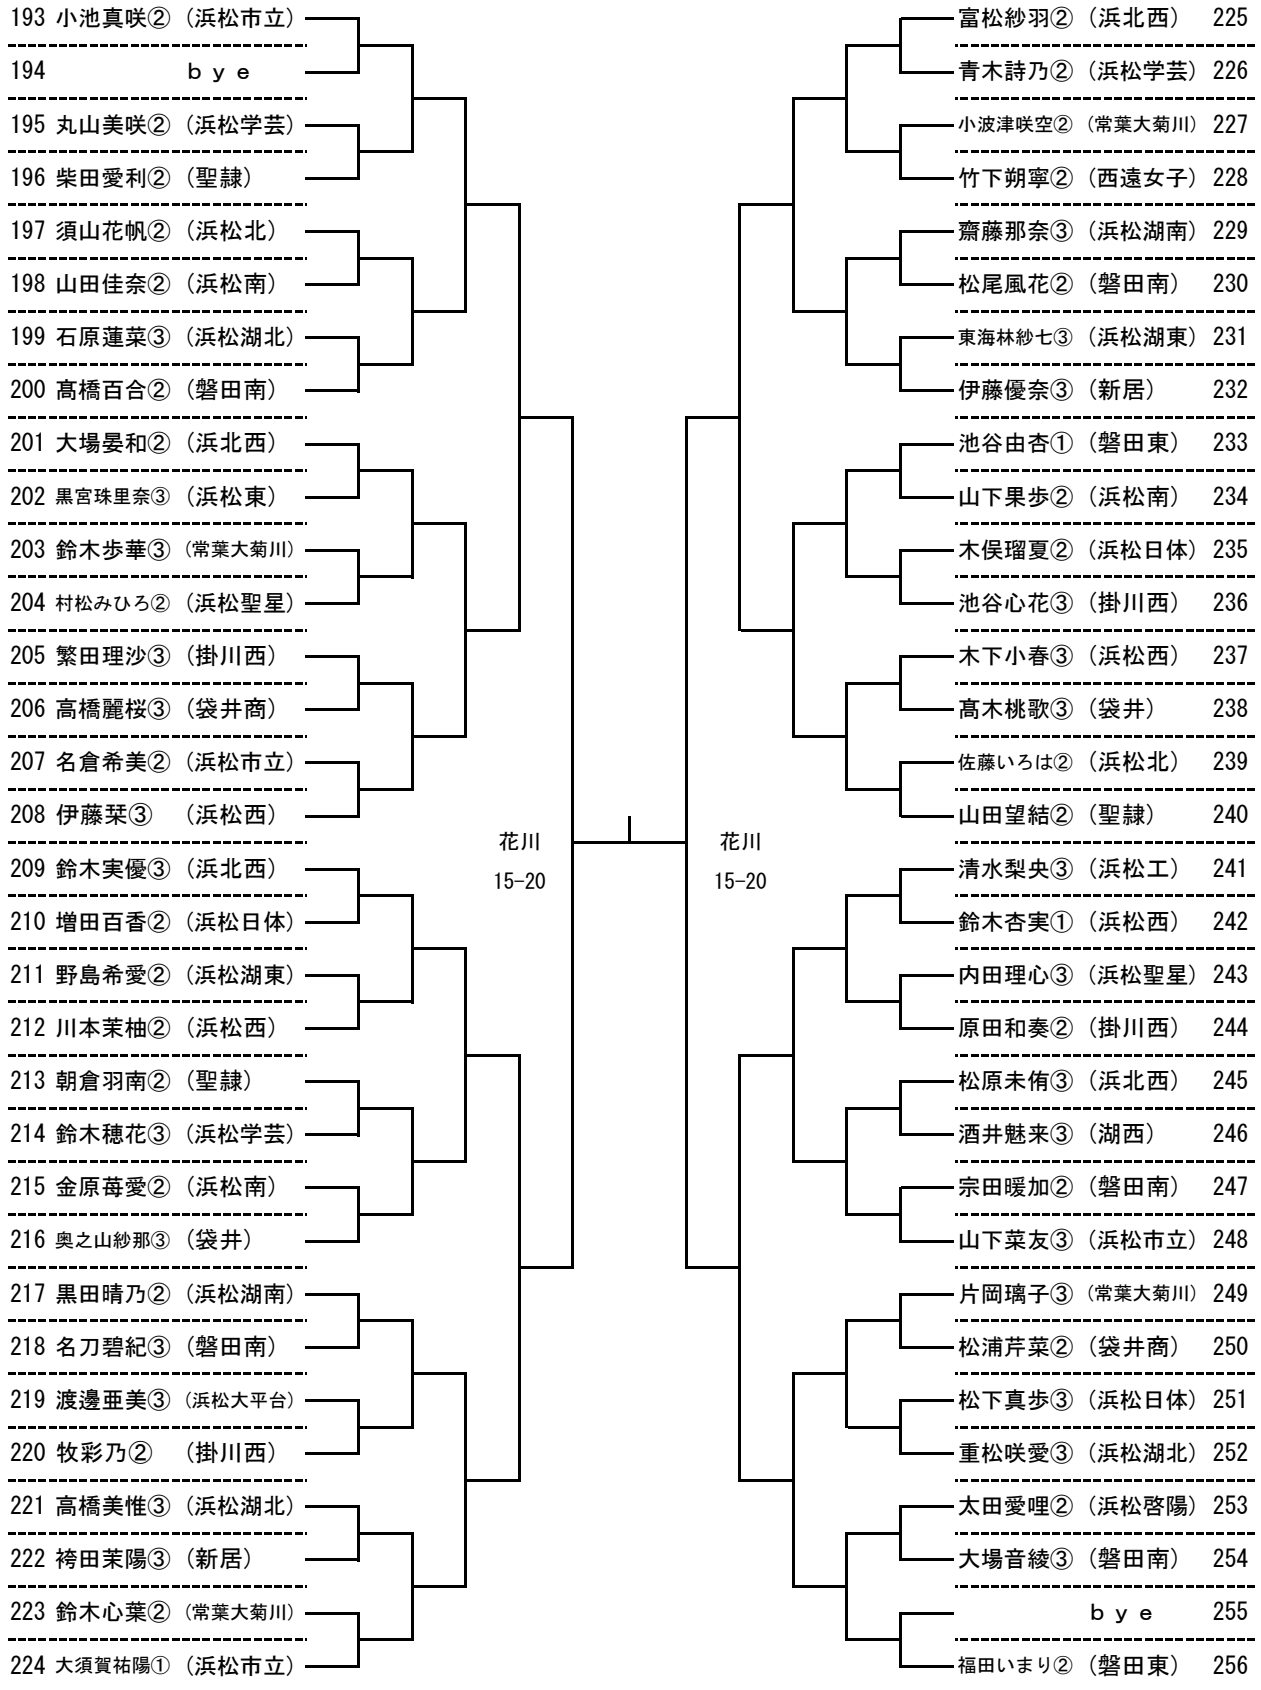 193 小池真咲② (浜松市立)
194 ｂｙｅ
195 丸山美咲② (浜松学芸)
196 柴田愛利② (聖隷)
197 須山花帆② (浜松北)
198 山田佳奈② (浜松南)
199 石原蓮菜③ (浜松湖北)
200 髙橋百合② (磐田南)
201 大場晏和② (浜北西)
202 黒宮珠里奈③ (浜松東)
203 鈴木歩華③ (常葉大菊川)
204 村松みひろ② (浜松聖星)
205 繁田理沙③ (掛川西)
206 高橋麗桜③ (袋井商)
207 名倉希美② (浜松市立)
208 伊藤栞③ (浜松西)
209 鈴木実優③ (浜北西)
210 増田百香② (浜松日体)
211 野島希愛② (浜松湖東)
212 川本茉柚② (浜松西)
213 朝倉羽南② (聖隷)
214 鈴木穂花③ (浜松学芸)
215 金原苺愛② (浜松南)
216 奥之山紗那③ (袋井)
217 黒田晴乃② (浜松湖南)
218 名刀碧紀③ (磐田南)
219 渡邊亜美③ (浜松大平台)
220 牧彩乃② (掛川西)
221 高橋美惟③ (浜松湖北)
222 袴田茉陽③ (新居)
223 鈴木心葉② (常葉大菊川)
224 大須賀祐陽① (浜松市立)
花川
15-20
花川
15-20
富松紗羽② (浜北西) 225
青木詩乃② (浜松学芸) 226
小波津咲空② (常葉大菊川) 227
竹下朔寧② (西遠女子) 228
齋藤那奈③ (浜松湖南) 229
松尾風花② (磐田南) 230
東海林紗七③ (浜松湖東) 231
伊藤優奈③ (新居) 232
池谷由杏① (磐田東) 233
山下果歩② (浜松南) 234
木俣瑠夏② (浜松日体) 235
池谷心花③ (掛川西) 236
木下小春③ (浜松西) 237
髙木桃歌③ (袋井) 238
佐藤いろは② (浜松北) 239
山田望結② (聖隷) 240
清水梨央③ (浜松工) 241
鈴木杏実① (浜松西) 242
内田理心③ (浜松聖星) 243
原田和奏② (掛川西) 244
松原未侑③ (浜北西) 245
酒井魅来③ (湖西) 246
宗田暖加② (磐田南) 247
山下菜友③ (浜松市立) 248
片岡璃子③ (常葉大菊川) 249
松浦芹菜② (袋井商) 250
松下真歩③ (浜松日体) 251
重松咲愛③ (浜松湖北) 252
太田愛哩② (浜松啓陽) 253
大場音綾③ (磐田南) 254
ｂｙｅ 255
福田いまり② (磐田東) 256